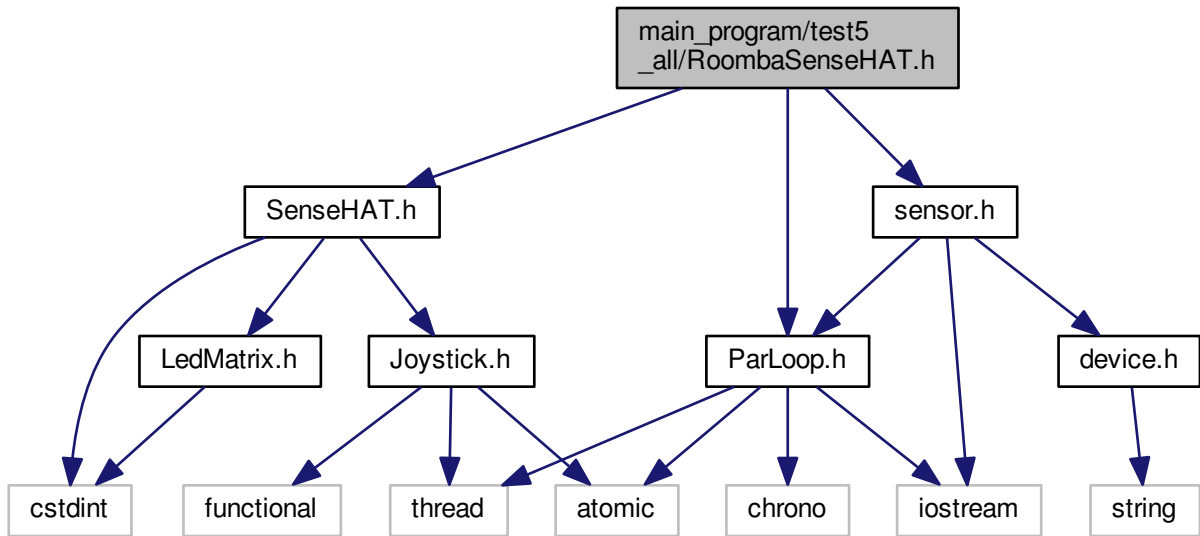 main_program/test5
_all/RoombaSenseHAT.h
SenseHAT.h
sensor.h
LedMatrix.h
Joystick.h
ParLoop.h
device.h
cstdint
functional
thread
atomic
chrono
iostream
string